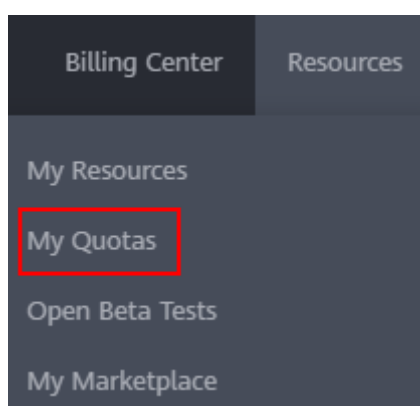 Billing Center Resources
My Resources
My Quotas
Open Beta Tests
My Marketplace